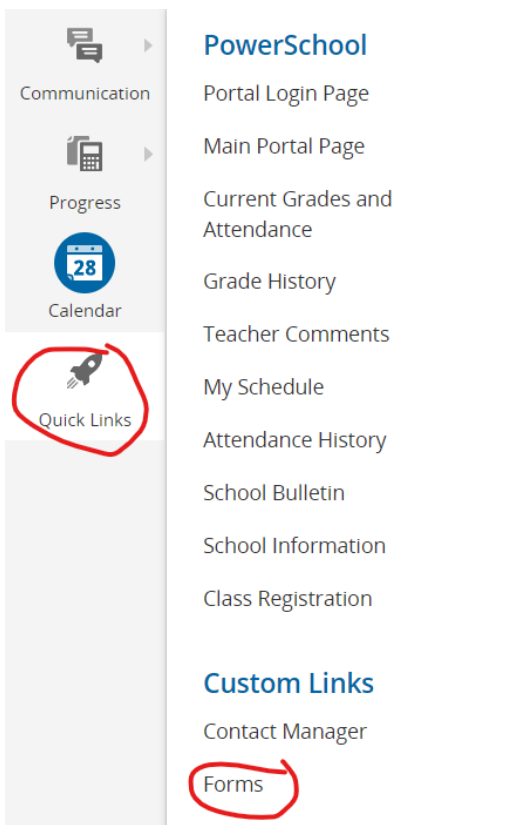 Communication
Progress
28
Calendar
Quick Links
PowerSchool
Portal Login Page
Main Portal Page
Current Grades and
Attendance
Grade History
Teacher Comments
My Schedule
Attendance History
School Bulletin
School Information
Class Registration
Custom Links
Contact Manager
Forms